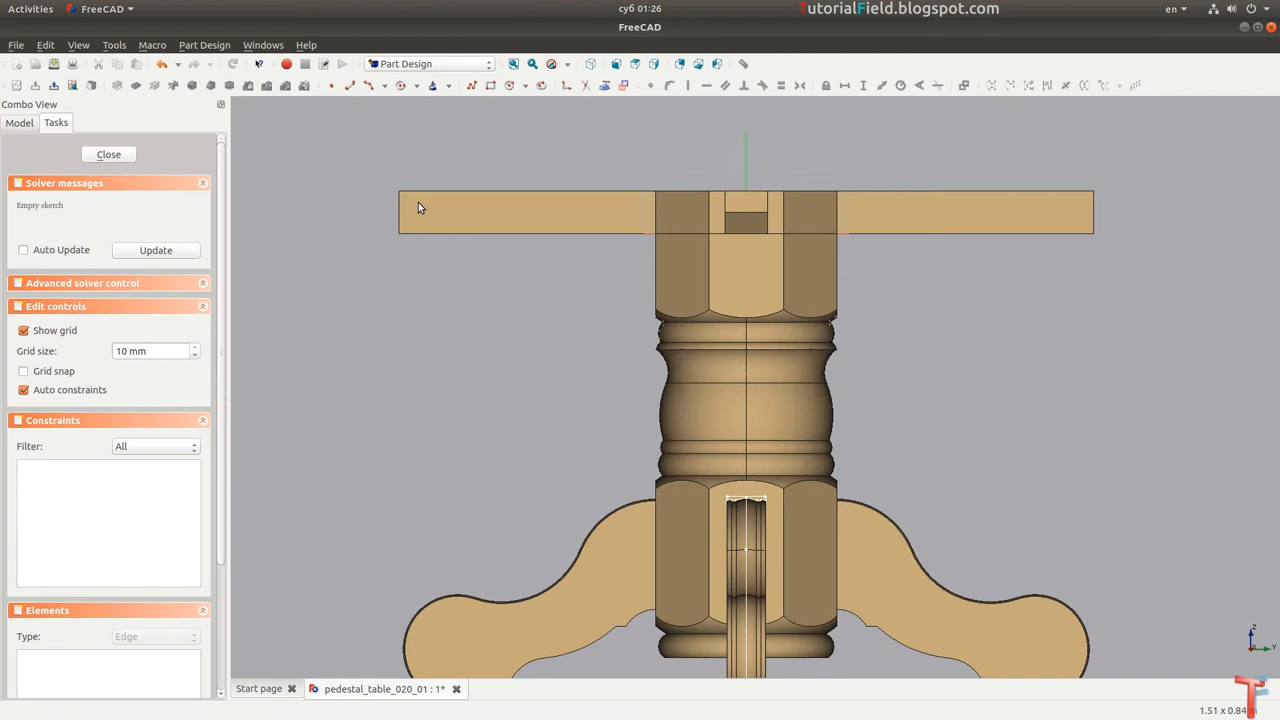 Activities
FreeCAD
суб 01:26
TutorialField.blogspot.com
en
FreeCAD
File Edit View Tools Macro Part Design Windows Help
Part Design
Combo View
Model
Tasks
Close
Solver messages
Empty sketch
Auto Update
Update
Advanced solver control
Edit controls
Show grid
Grid size:
10 mm
Grid snap
Auto constraints
Constraints
Filter:
All
Elements
Type:
Edge
Z
Y
Start page
pedestal_table_020_01 : 1*
1.51 x 0.84 m